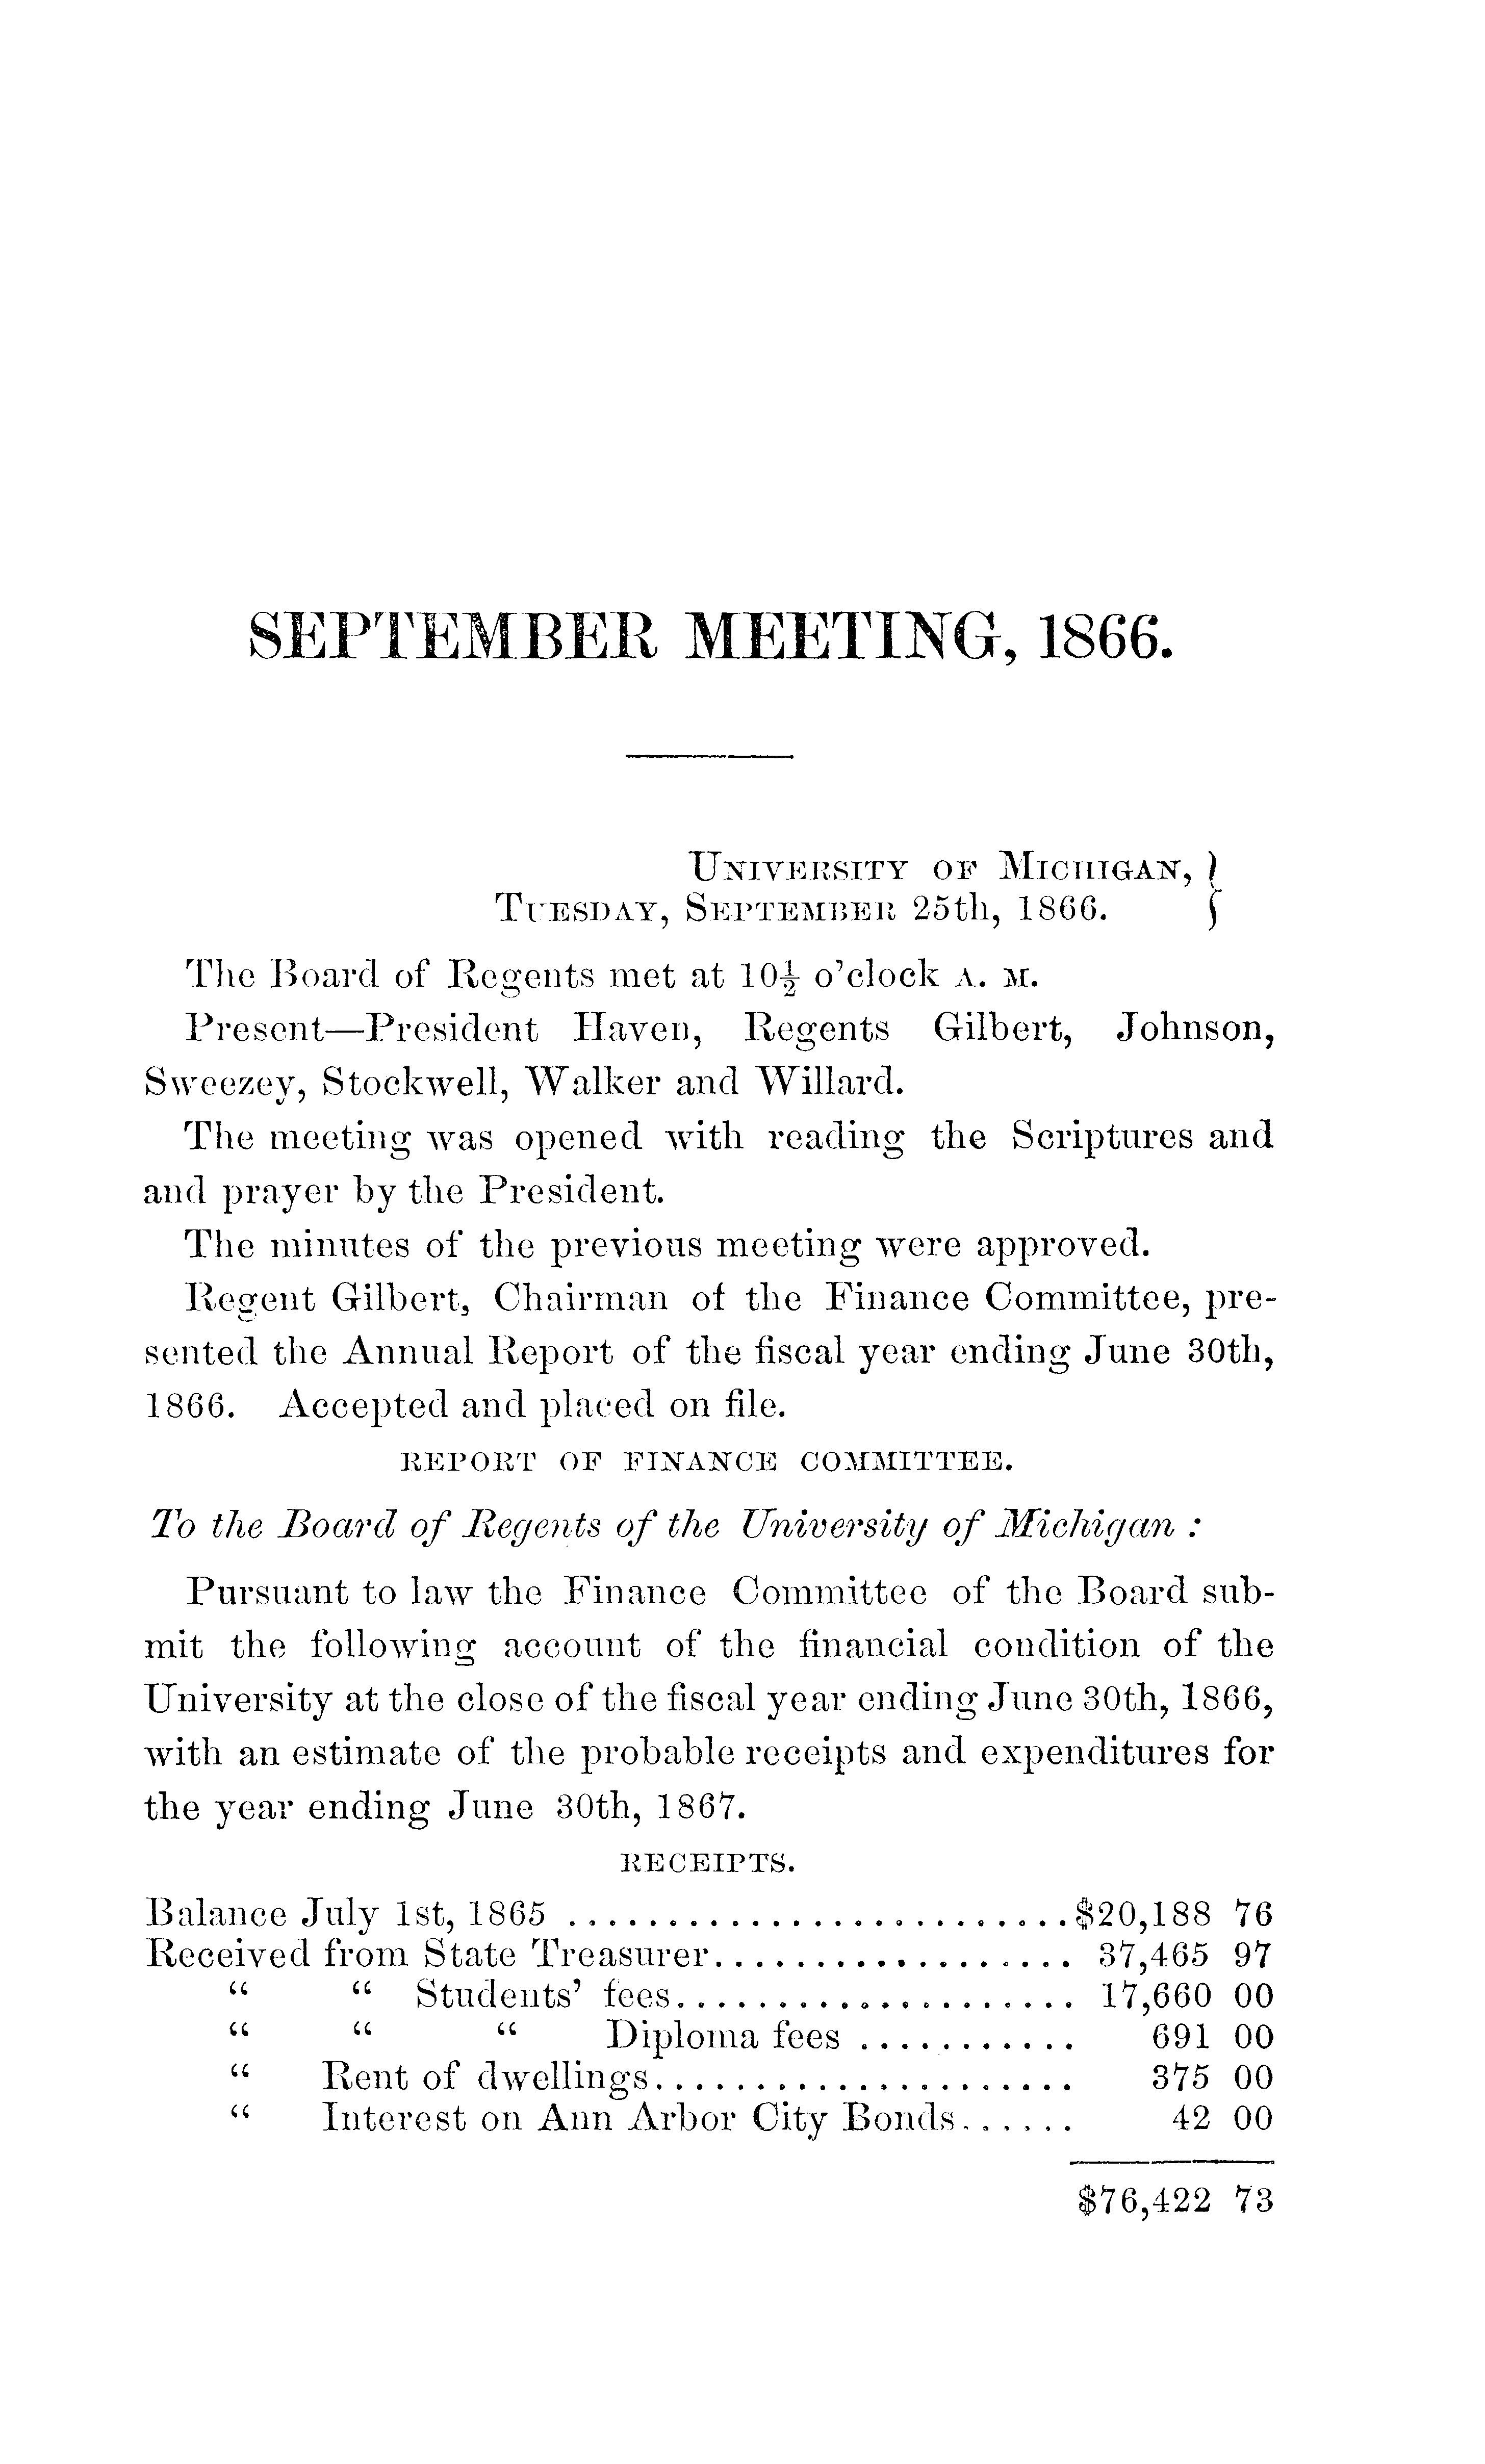 SEPTEMBER MEETING, 1866.
UNIVERSITY OF MICHIGAN, }
TUESDAY, SEPTEMBER 25th, 1866. }
The Board of Regents met at 10½ o'clock A. M.
Present—President Haven, Regents Gilbert, Johnson,
Sweezey, Stockwell, Walker and Willard.
The meeting was opened with reading the Scriptures and
and prayer by the President.
The minutes of the previous meeting were approved.
Regent Gilbert, Chairman of the Finance Committee, pre-
sented the Annual Report of the fiscal year ending June 30th,
1866. Accepted and placed on file.
REPORT OF FINANCE COMMITTEE.
To the Board of Regents of the University of Michigan :
Pursuant to law the Finance Committee of the Board sub-
mit the following account of the financial condition of the
University at the close of the fiscal year ending June 30th, 1866,
with an estimate of the probable receipts and expenditures for
the year ending June 30th, 1867.
RECEIPTS.
Balance July 1st, 1865 .........................$20,188 76
Received from State Treasurer.................. 37,465 97
“ “ Students' fees.................... 17,660 00
“ “ “ Diploma fees ........... 691 00
“ Rent of dwellings..................... 375 00
“ Interest on Ann Arbor City Bonds...... 42 00
$76,422 73